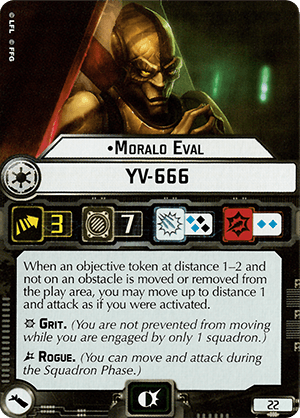 © LFL © FFG
•Moralo Eval
YV-666
3
7
When an objective token at distance 1–2 and
not on an obstacle is moved or removed from
the play area, you may move up to distance 1
and attack as if you were activated.
Grit. (You are not prevented from moving
while you are engaged by only 1 squadron.)
Rogue. (You can move and attack during
the Squadron Phase.)
22